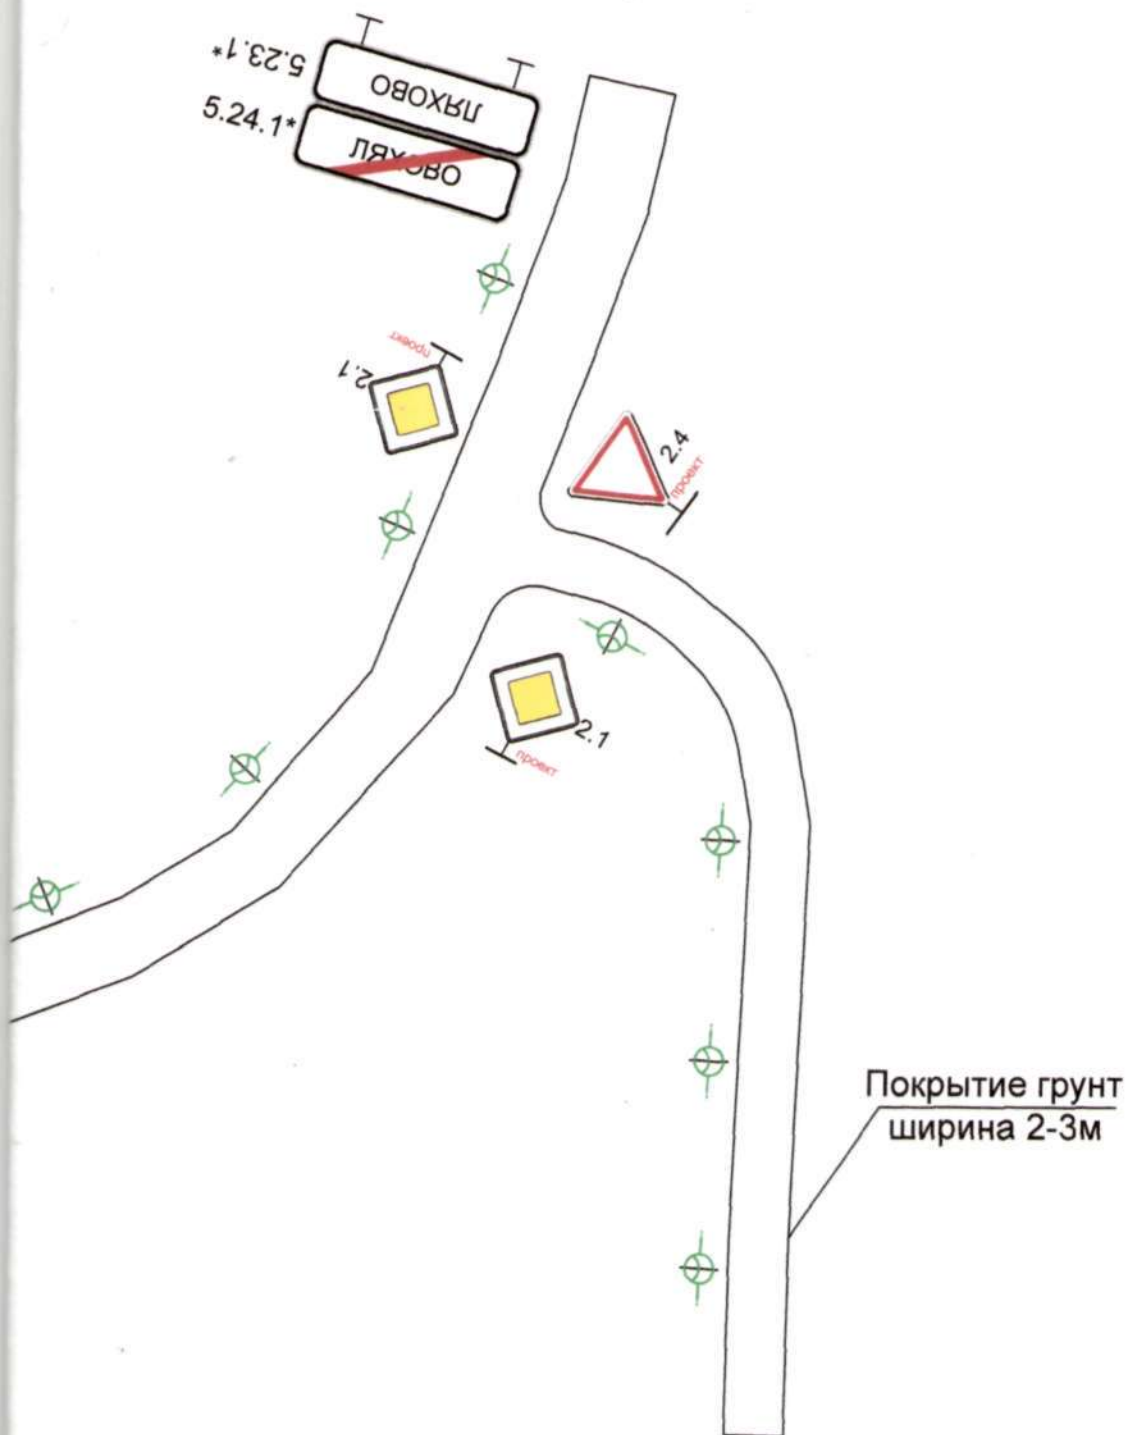 5.23.1*
ЛЯХОВО
5.24.1*
ЛЯХОВО
проект
2.1
2.4
проект
2.1
проект
Покрытие грунт
ширина 2-3м